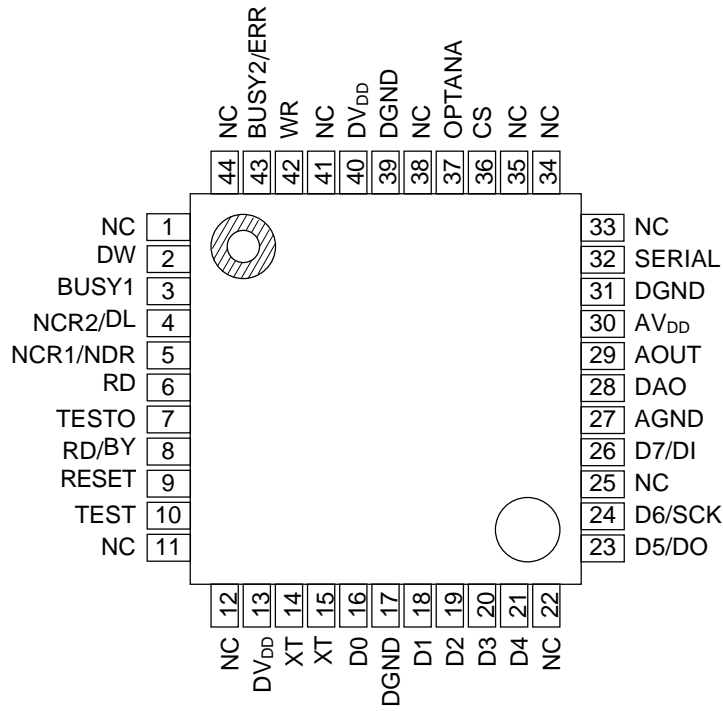 NC
BUSY2/ERR
WR
NC
DVDD
DGND
NC
OPTANA
CS
NC
NC
44
43
42
41
40
39
38
37
36
35
34
NC 1
DW 2
BUSY1 3
NCR2/DL 4
NCR1/NDR 5
RD 6
TESTO 7
RD/BY 8
RESET 9
TEST 10
NC 11
33 NC
32 SERIAL
31 DGND
30 AVDD
29 AOUT
28 DAO
27 AGND
26 D7/DI
25 NC
24 D6/SCK
23 D5/DO
12
13
14
15
16
17
18
19
20
21
22
NC
DVDD
XT
XT
D0
DGND
D1
D2
D3
D4
NC